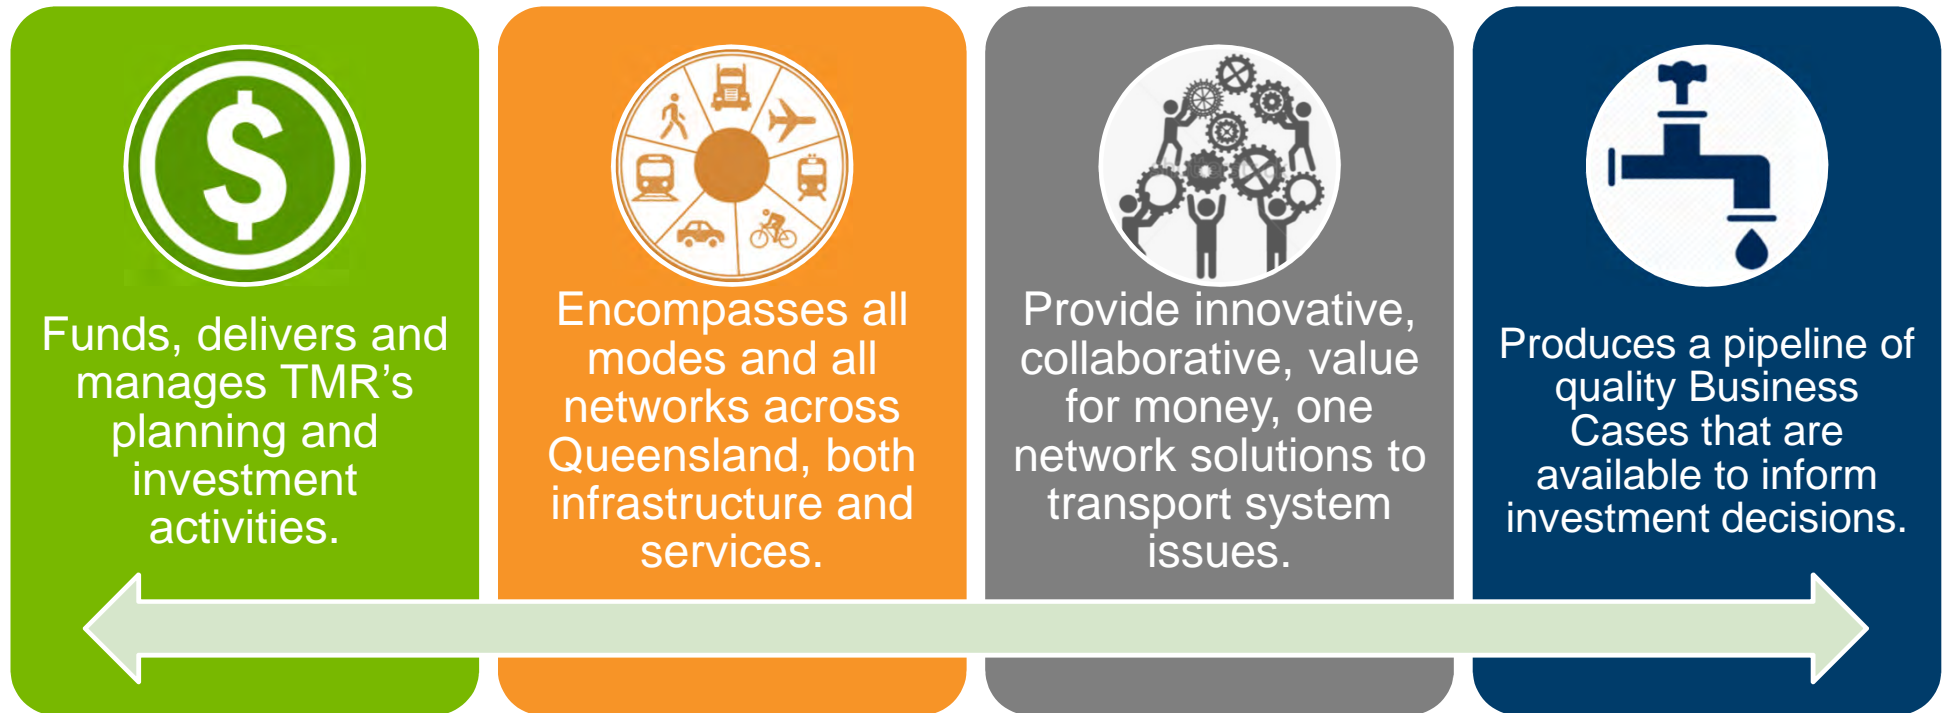 $
Funds, delivers and
manages TMR’s
planning and
investment
activities.
Encompasses all
modes and all
networks across
Queensland, both
infrastructure and
services.
Provide innovative,
collaborative, value
for money, one
network solutions to
transport system
issues.
Produces a pipeline of
quality Business
Cases that are
available to inform
investment decisions.